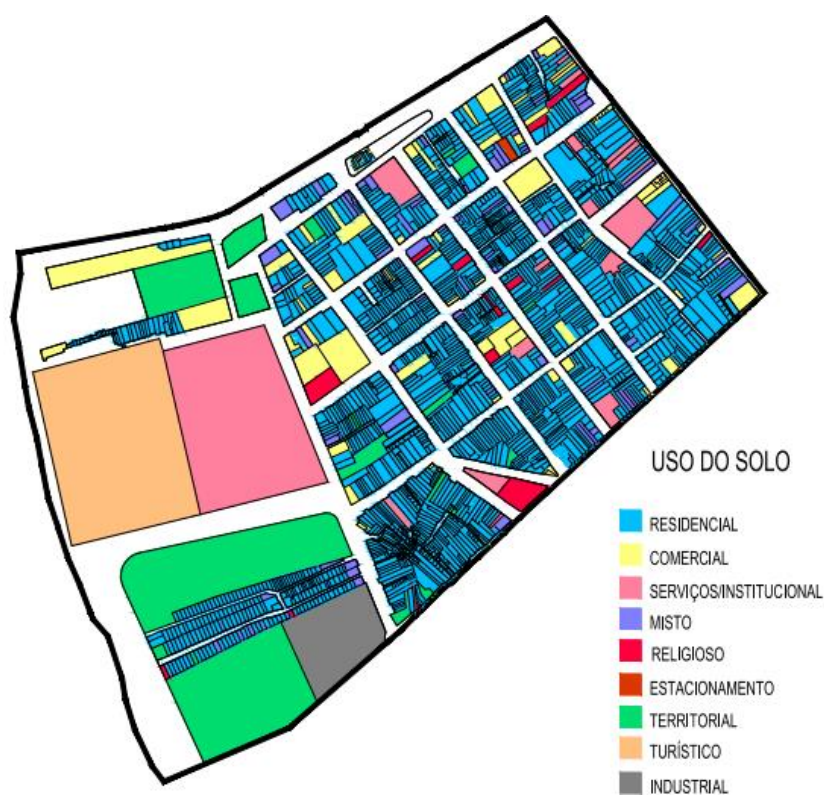 USO DO SOLO
RESIDENCIAL
COMERCIAL
SERVIÇOS/INSTITUCIONAL
MISTO
RELIGIOSO
ESTACIONAMENTO
TERRITORIAL
TURÍSTICO
INDUSTRIAL